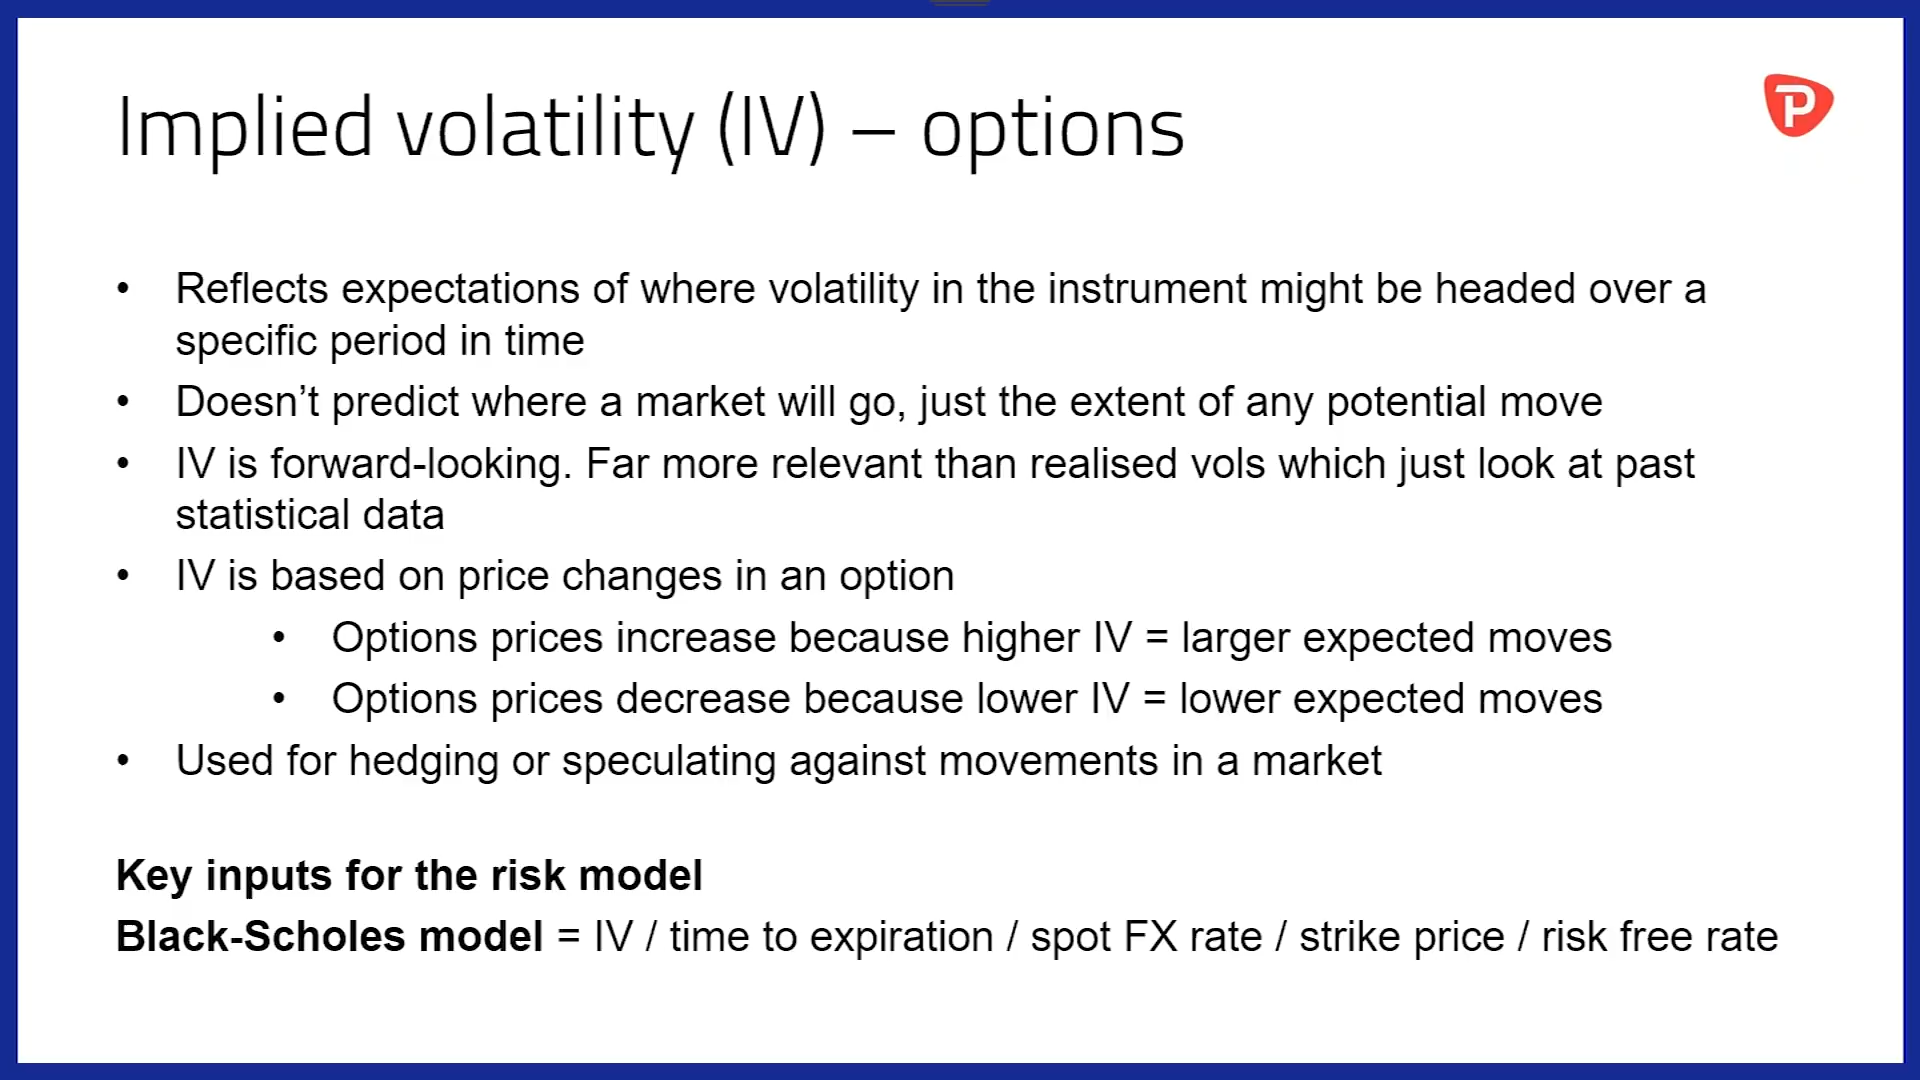 Implied volatility (IV) – options
P
• Reflects expectations of where volatility in the instrument might be headed over a
specific period in time
• Doesn’t predict where a market will go, just the extent of any potential move
• IV is forward-looking. Far more relevant than realised vols which just look at past
statistical data
• IV is based on price changes in an option
• Options prices increase because higher IV = larger expected moves
• Options prices decrease because lower IV = lower expected moves
• Used for hedging or speculating against movements in a market
Key inputs for the risk model
Black-Scholes model = IV / time to expiration / spot FX rate / strike price / risk free rate